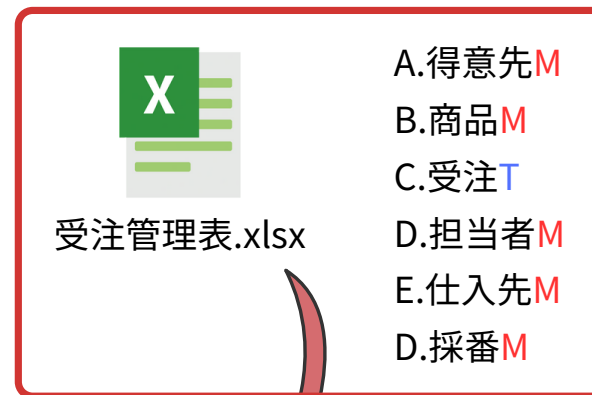 X
受注管理表.xlsx
A.得意先M
B.商品M
C.受注T
D.担当者M
E.仕入先M
D.採番M